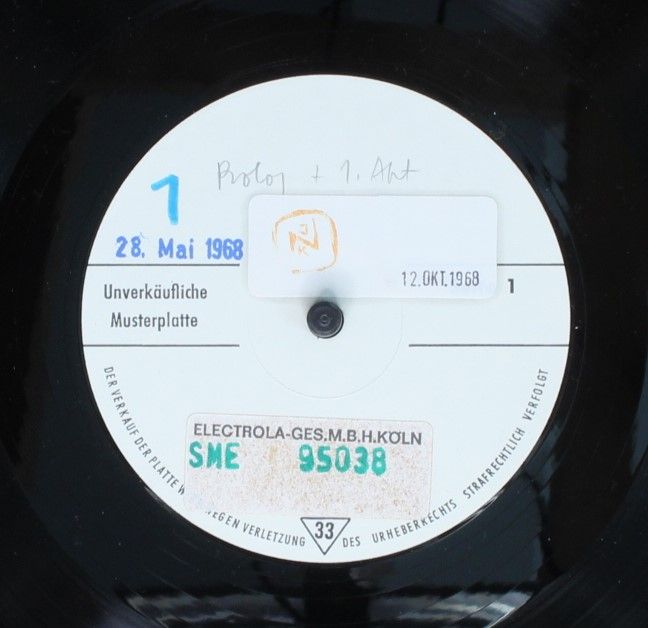 Prolog + 1. Akt
1
28. Mai 1968
12.OKT.1968
Unverkäufliche
Musterplatte
1
ELECTROLA-GES.M.B.H.KÖLN
SME 95038
DER VERKAUF DER PLATTE W
EGEN VERLETZUNG DES URHEBERRECHTS STRAFRECHTLICH VERFOLGT
33